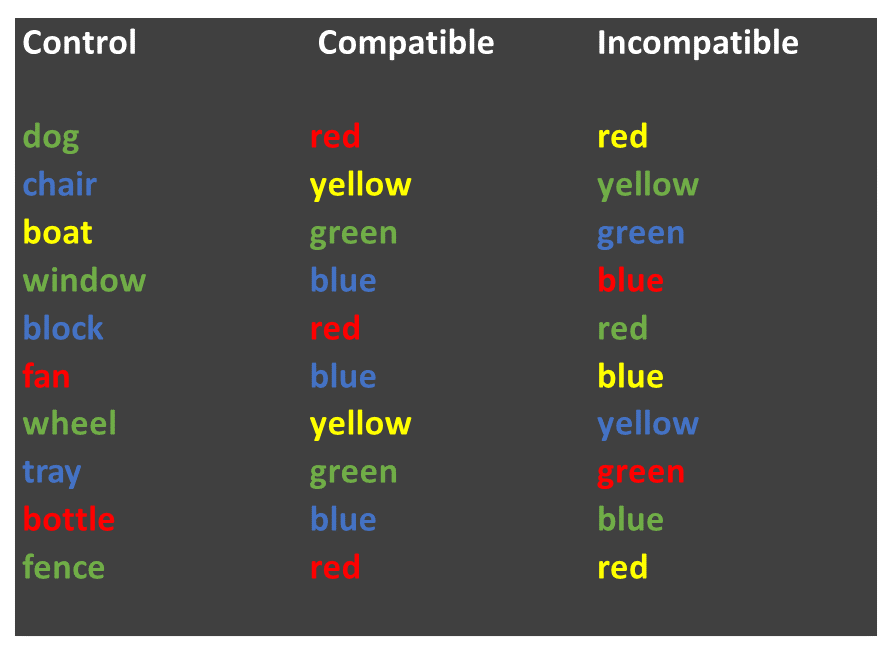 Control Compatible Incompatible
dog red red
chair yellow yellow
boat green green
window blue blue
block red red
fan blue blue
wheel yellow yellow
tray green green
bottle blue blue
fence red red